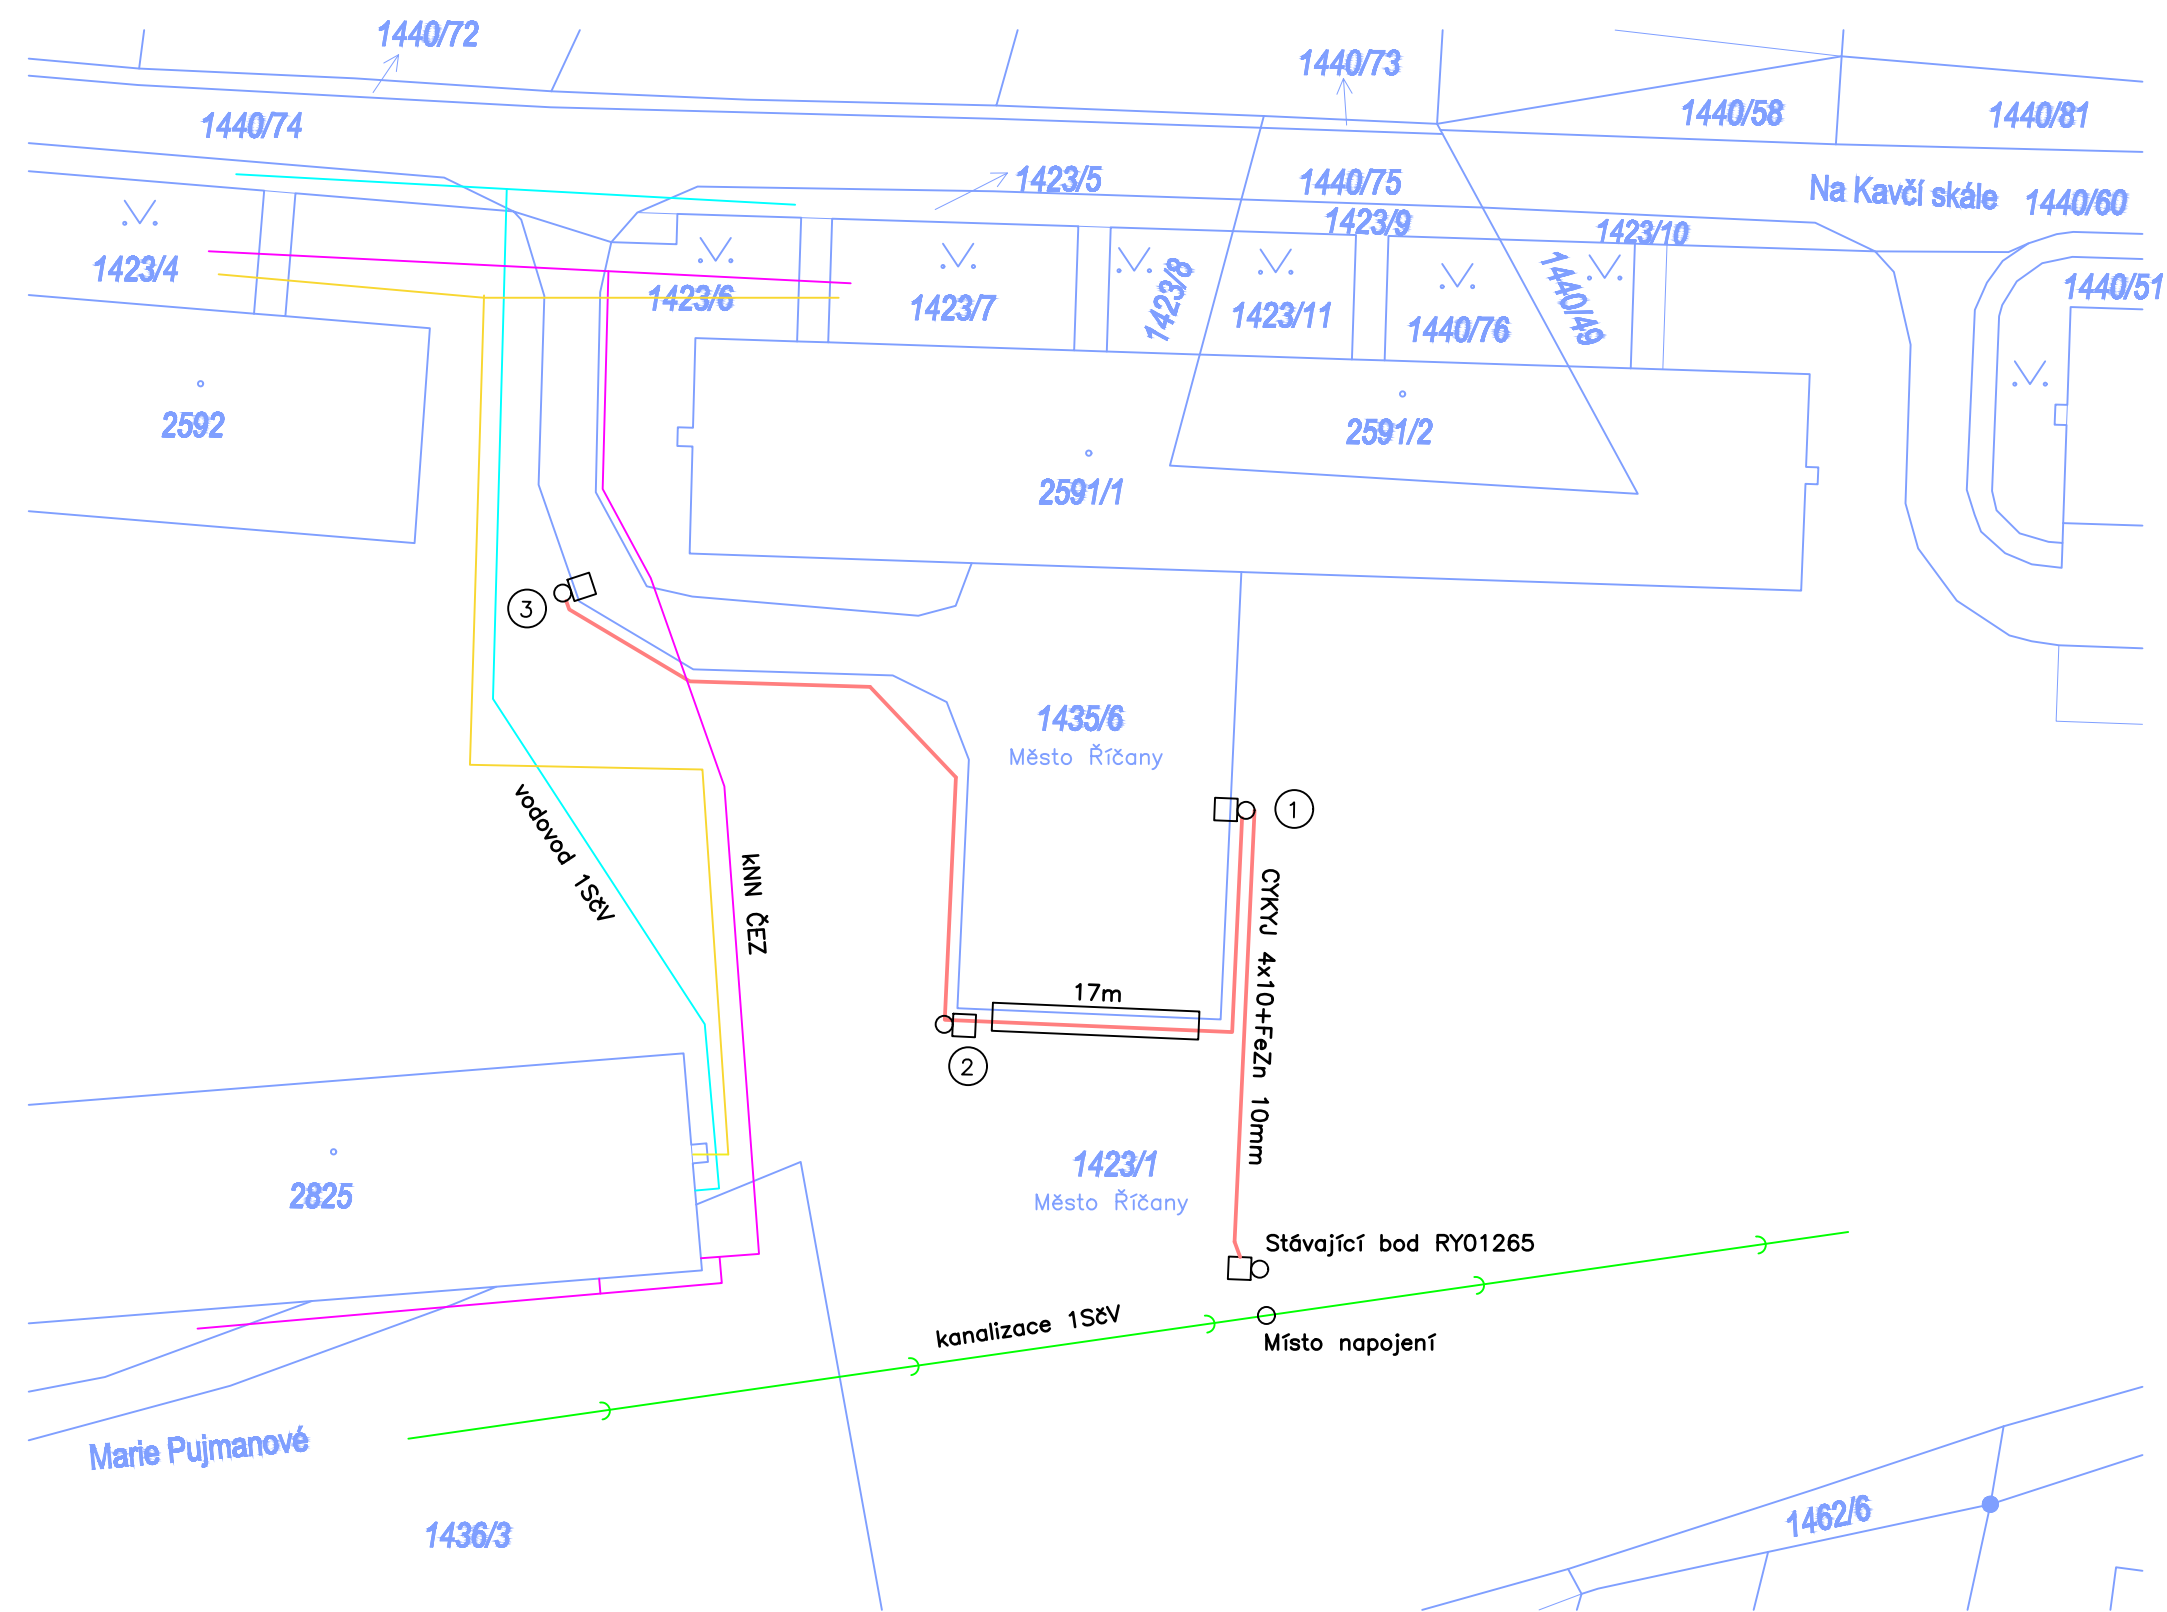 1440/72
1440/73
1440/74
1440/58
1440/81
1423/5
1440/75
Na Kavčí skále
1440/60
1423/9
1423/10
1423/4
1423/6
1423/7
1423/8
1423/11
1440/76
1440/49
1440/51
2592
2591/2
2591/1
3
1435/6
Město Říčany
1
vodovod 1SčV
kNN ČEZ
CYKYJ 4x10+FeZn 10mm
17m
2
1423/1
Město Říčany
2825
Stávající bod RY01265
kanalizace 1SčV
Místo napojení
Marie Pujmanové
1436/3
1462/6